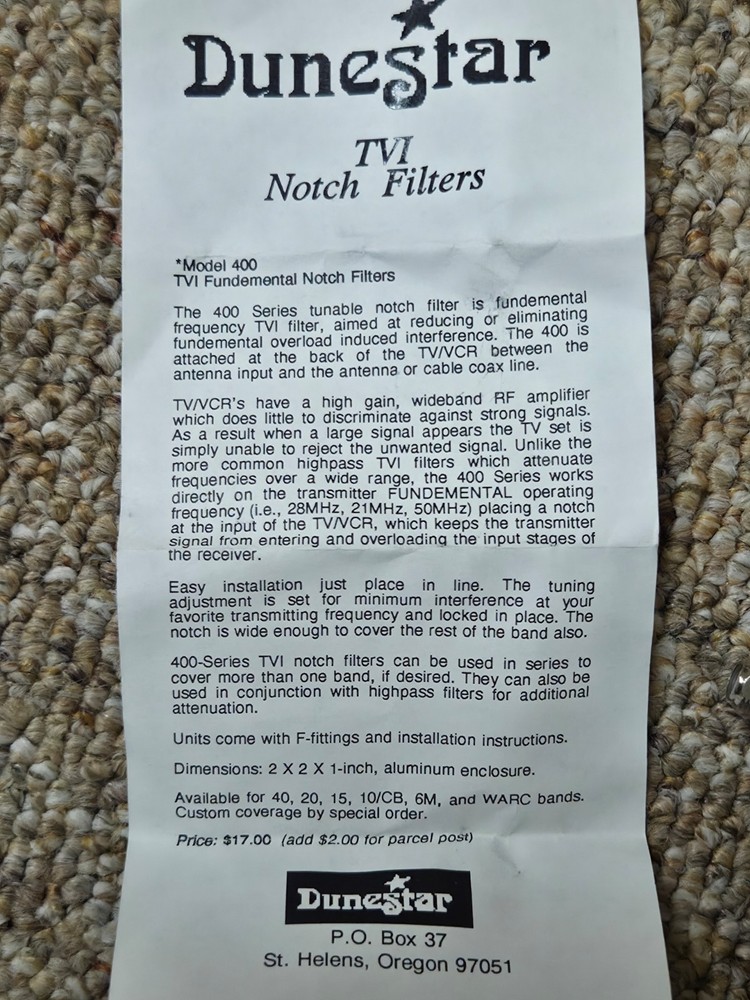 Dunestar
TVI
Notch Filters
*Model 400
TVI Fundemental Notch Filters
The 400 Series tunable notch filter is fundemental
frequency TVI filter, aimed at reducing or eliminating
fundemental overload induced interference. The 400 is
attached at the back of the TV/VCR between the
antenna input and the antenna or cable coax line.
TV/VCR's have a high gain, wideband RF amplifier
which does little to discriminate against strong signals.
As a result when a large signal appears the TV set is
simply unable to reject the unwanted signal. Unlike the
more common highpass TVI filters which attenuate
frequencies over a wide range, the 400 Series works
directly on the transmitter FUNDEMENTAL operating
frequency (i.e., 28MHz, 21MHz, 50MHz) placing a notch
at the input of the TV/VCR, which keeps the transmitter
signal from entering and overloading the input stages of
the receiver.
Easy installation just place in line. The tuning
adjustment is set for minimum interference at your
favorite transmitting frequency and locked in place. The
notch is wide enough to cover the rest of the band also.
400-Series TVI notch filters can be used in series to
cover more than one band, if desired. They can also be
used in conjunction with highpass filters for additional
attenuation.
Units come with F-fittings and installation instructions.
Dimensions: 2 X 2 X 1-inch, aluminum enclosure.
Available for 40, 20, 15, 10/CB, 6M, and WARC bands.
Custom coverage by special order.
Price: $17.00 (add $2.00 for parcel post)
Dunestar
P.O. Box 37
St. Helens, Oregon 97051